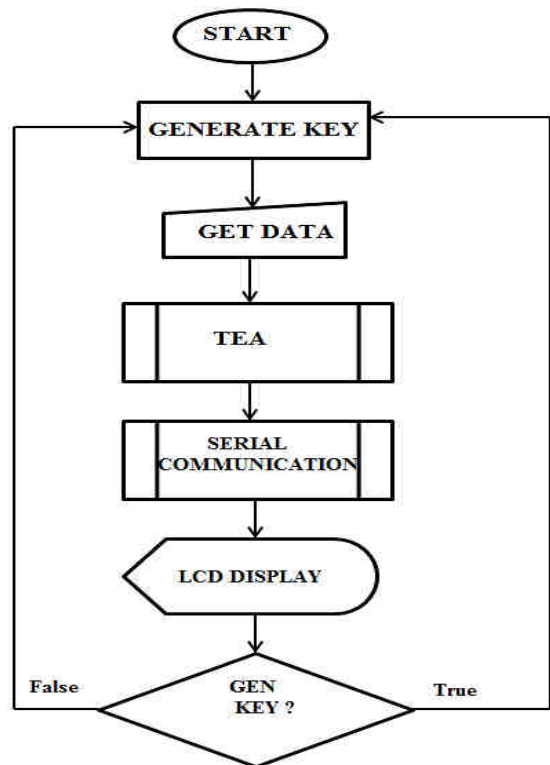 START
GENERATE KEY
GET DATA
TEA
SERIAL
COMMUNICATION
LCD DISPLAY
False
GEN
KEY ?
True